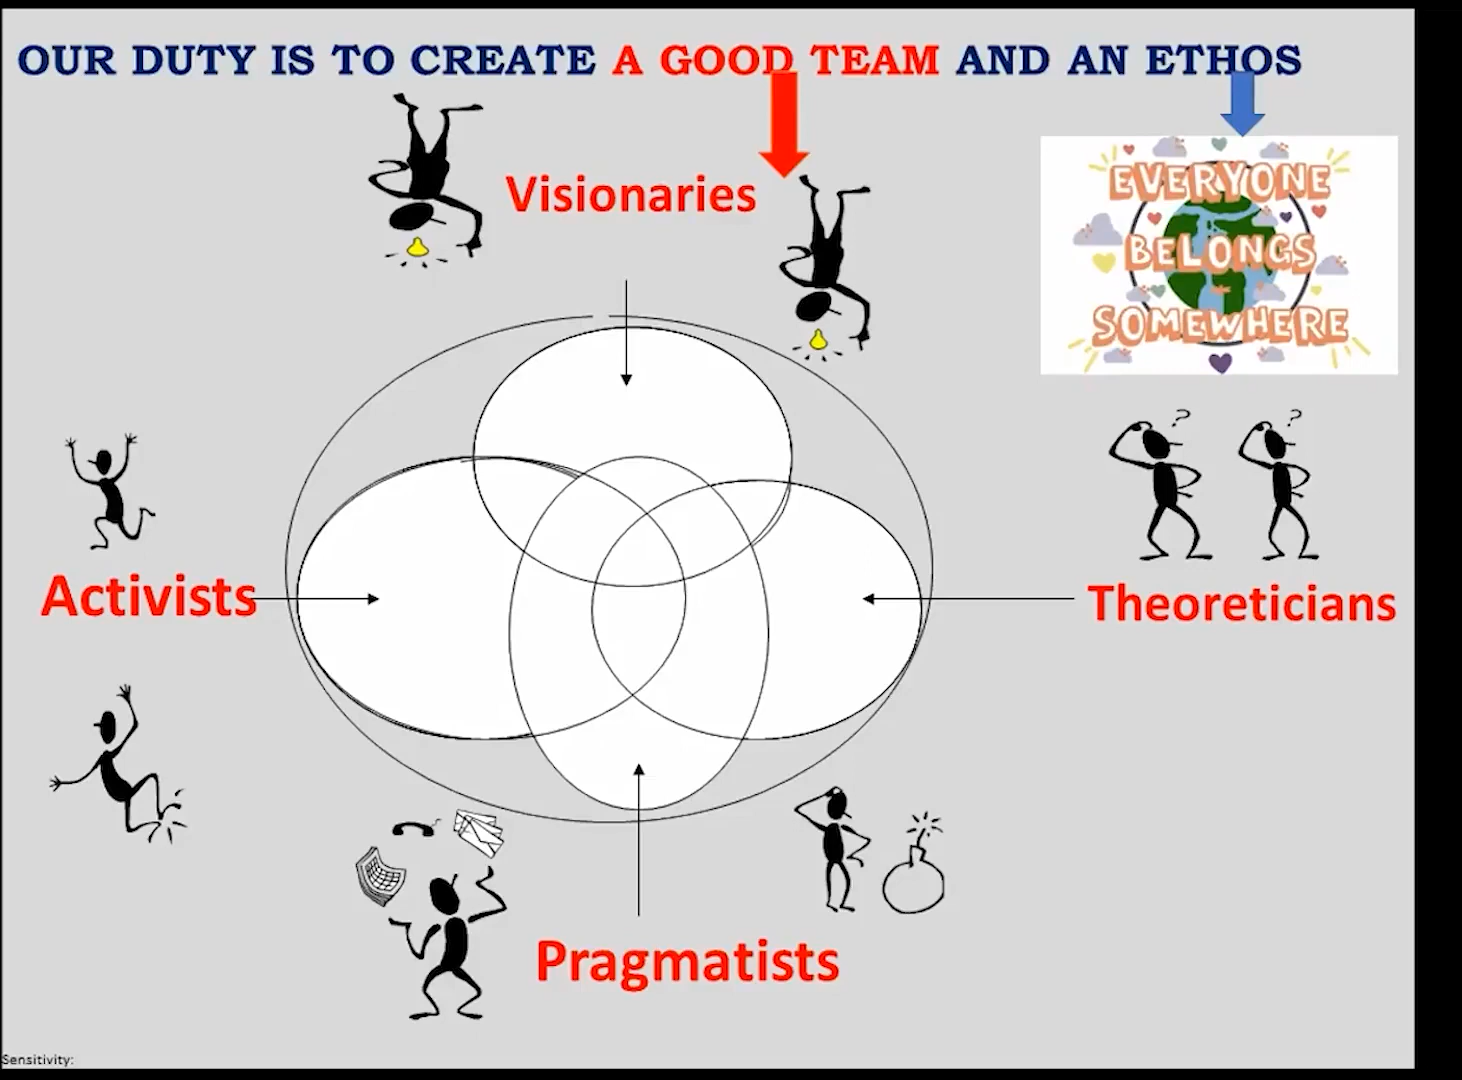 OUR DUTY IS TO CREATE A GOOD TEAM AND AN ETHOS
Visionaries
EVERYONE
BELONGS
SOMEWHERE
?
?
Activists
Theoreticians
Pragmatists
Sensitivity: